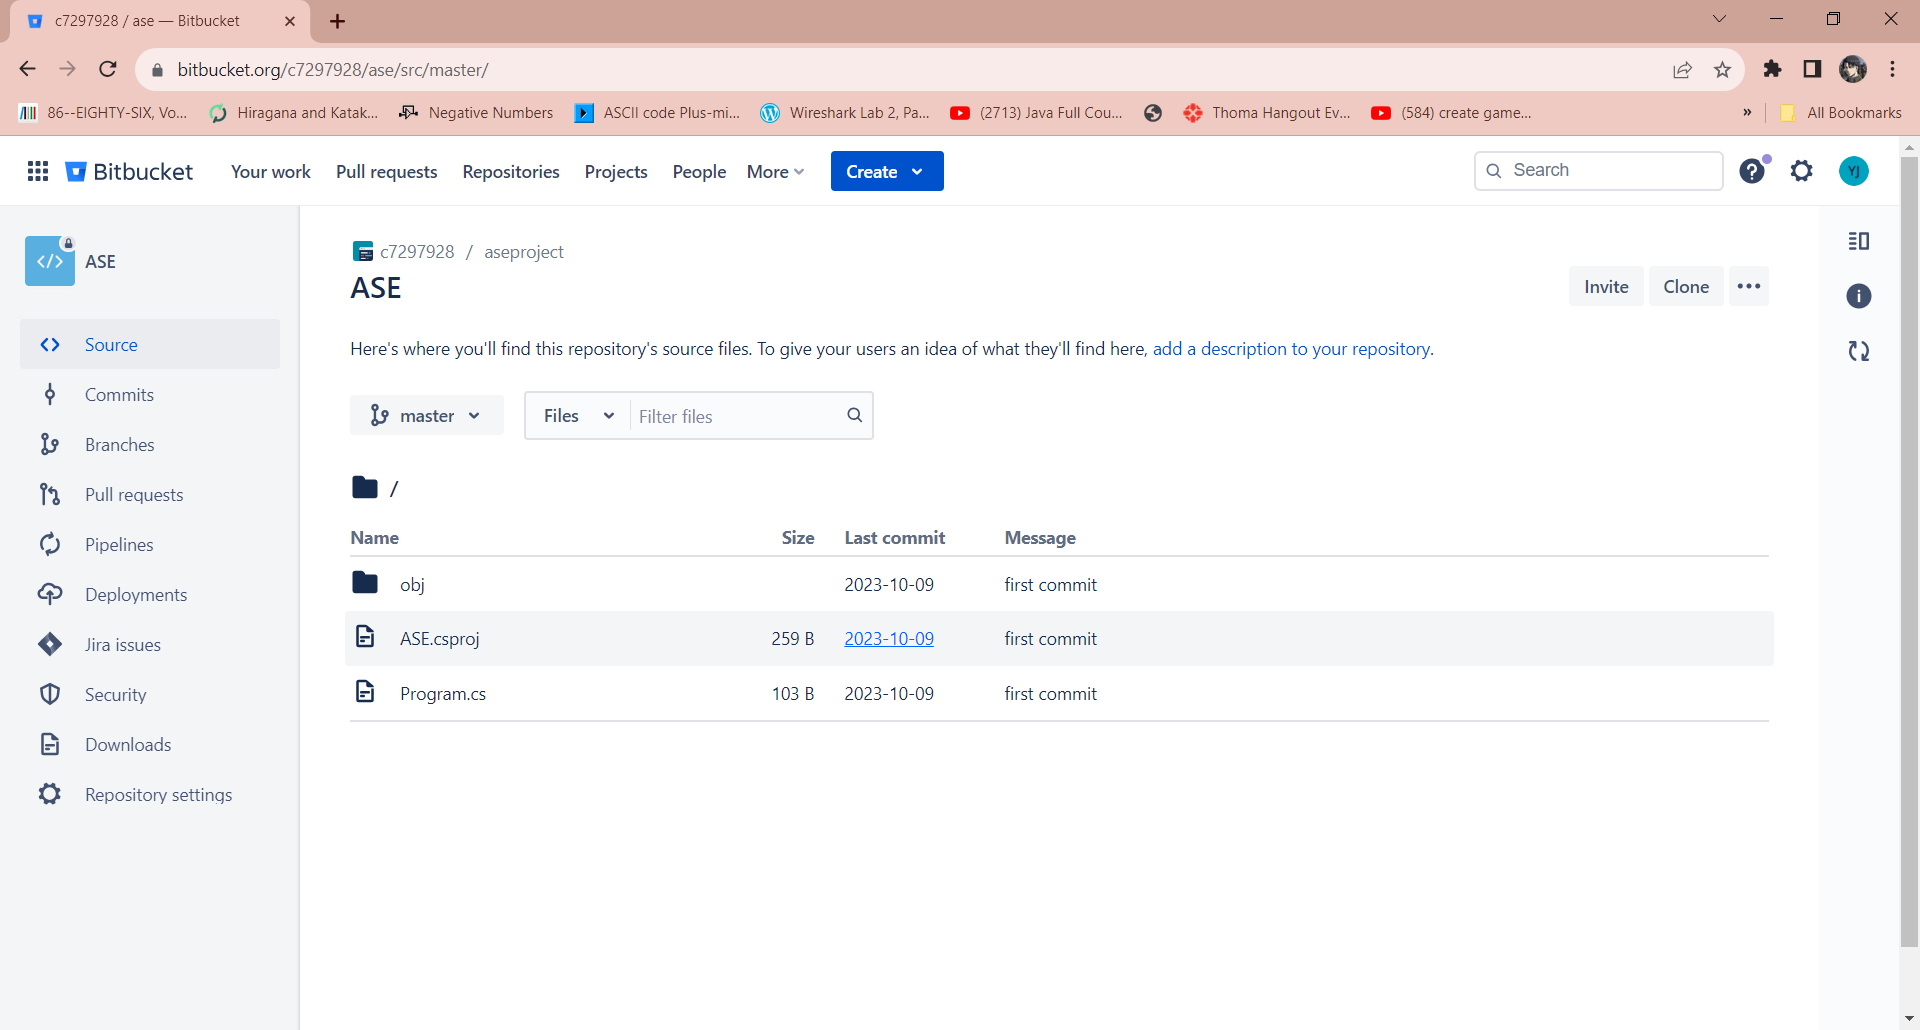 c7297928 / ase — Bitbucket
bitbucket.org/c7297928/ase/src/master/
86--EIGHTY-SIX, Vo... Hiragana and Katak... Negative Numbers ASCII code Plus-mi... Wireshark Lab 2, Pa... (2713) Java Full Cou... Thoma Hangout Ev... (584) create game... » All Bookmarks
Bitbucket Your work Pull requests Repositories Projects People More Create Search YJ
ASE
Source
Commits
Branches
Pull requests
Pipelines
Deployments
Jira issues
Security
Downloads
Repository settings
c7297928 / aseproject
ASE
Invite Clone
Here's where you'll find this repository's source files. To give your users an idea of what they'll find here, add a description to your repository.
master Files Filter files
/
Name Size Last commit Message
obj 2023-10-09 first commit
ASE.csproj 259 B 2023-10-09 first commit
Program.cs 103 B 2023-10-09 first commit